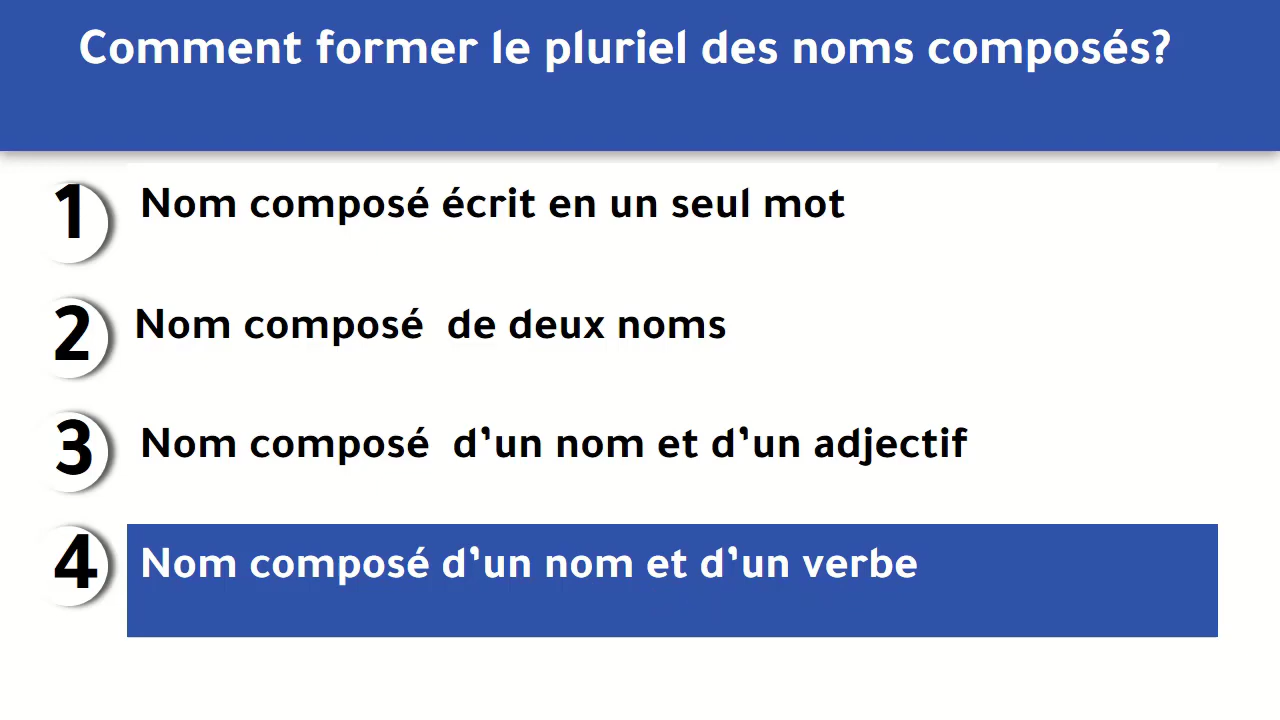 Comment former le pluriel des noms composés?
1 Nom composé écrit en un seul mot
2 Nom composé de deux noms
3 Nom composé d’un nom et d’un adjectif
4 Nom composé d’un nom et d’un verbe